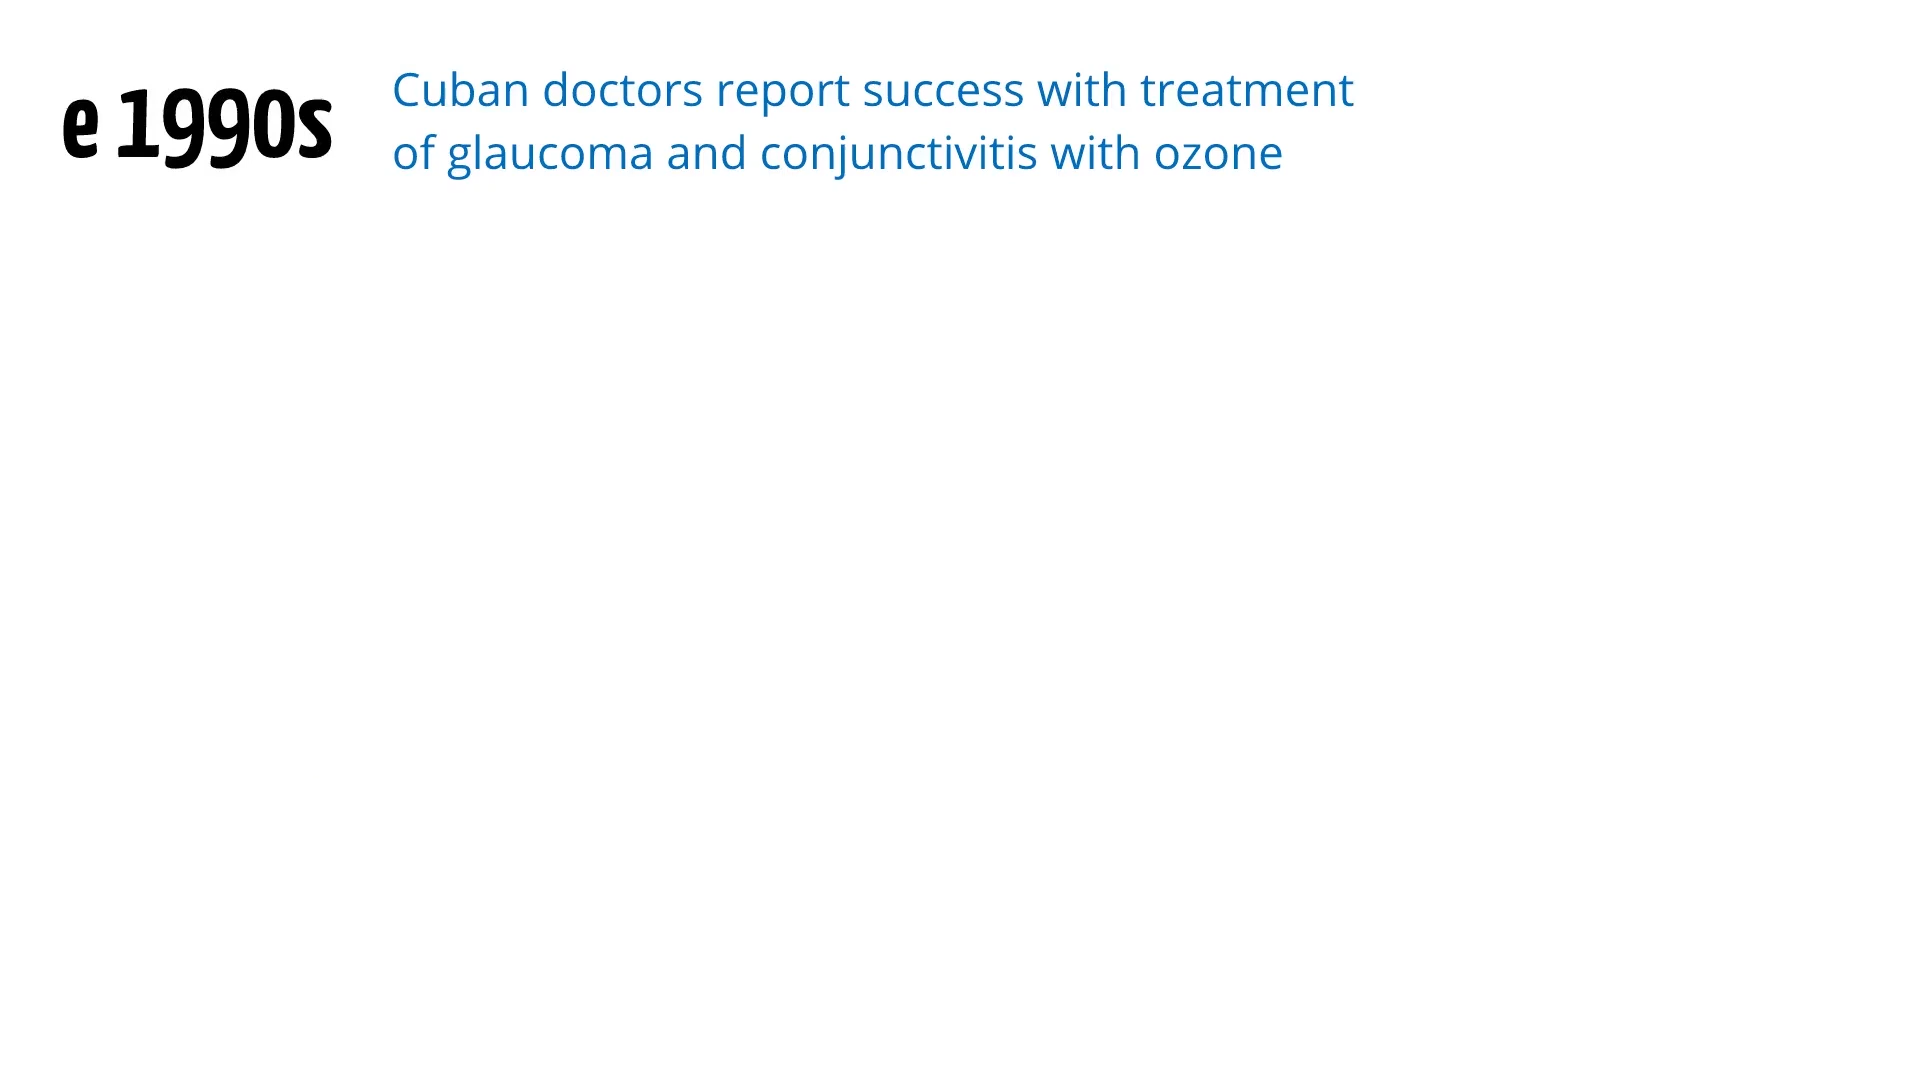 e 1990s
Cuban doctors report success with treatment
of glaucoma and conjunctivitis with ozone